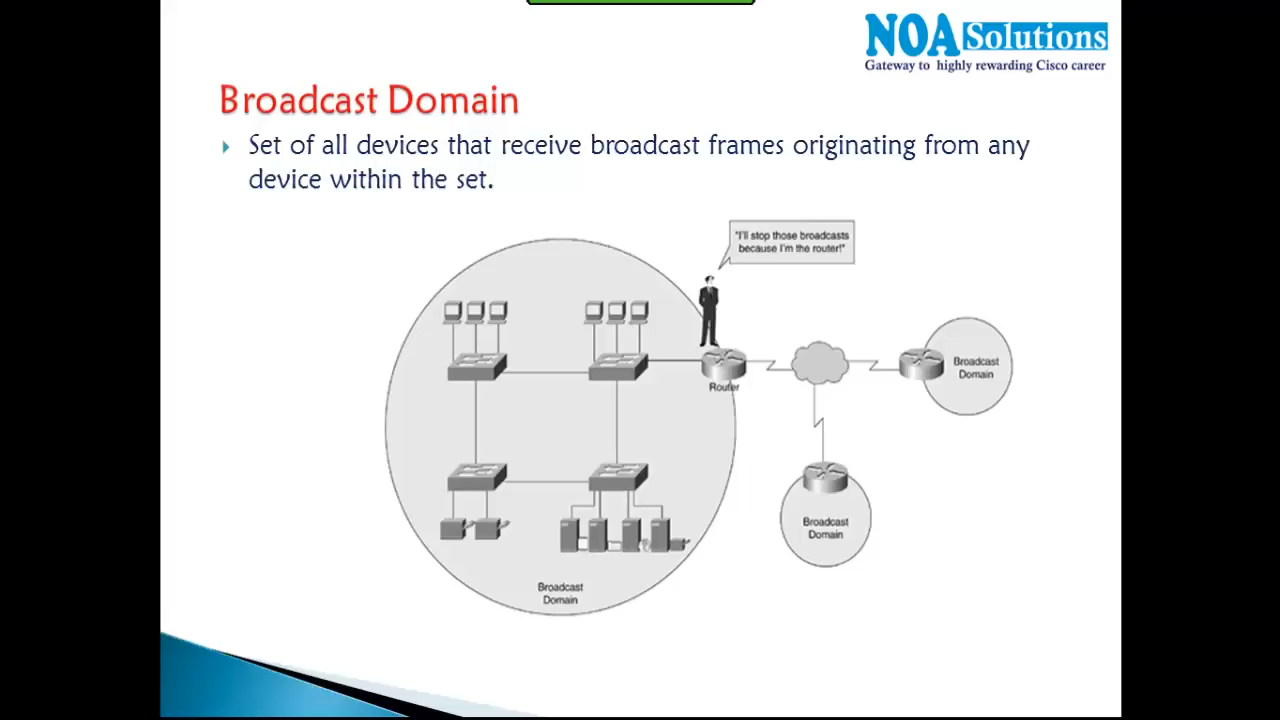 NOA Solutions
Gateway to highly rewarding Cisco career
Broadcast Domain
Set of all devices that receive broadcast frames originating from any
device within the set.
"I'll stop those broadcasts
because I'm the router!"
Router
Broadcast
Domain
Broadcast
Domain
Broadcast
Domain